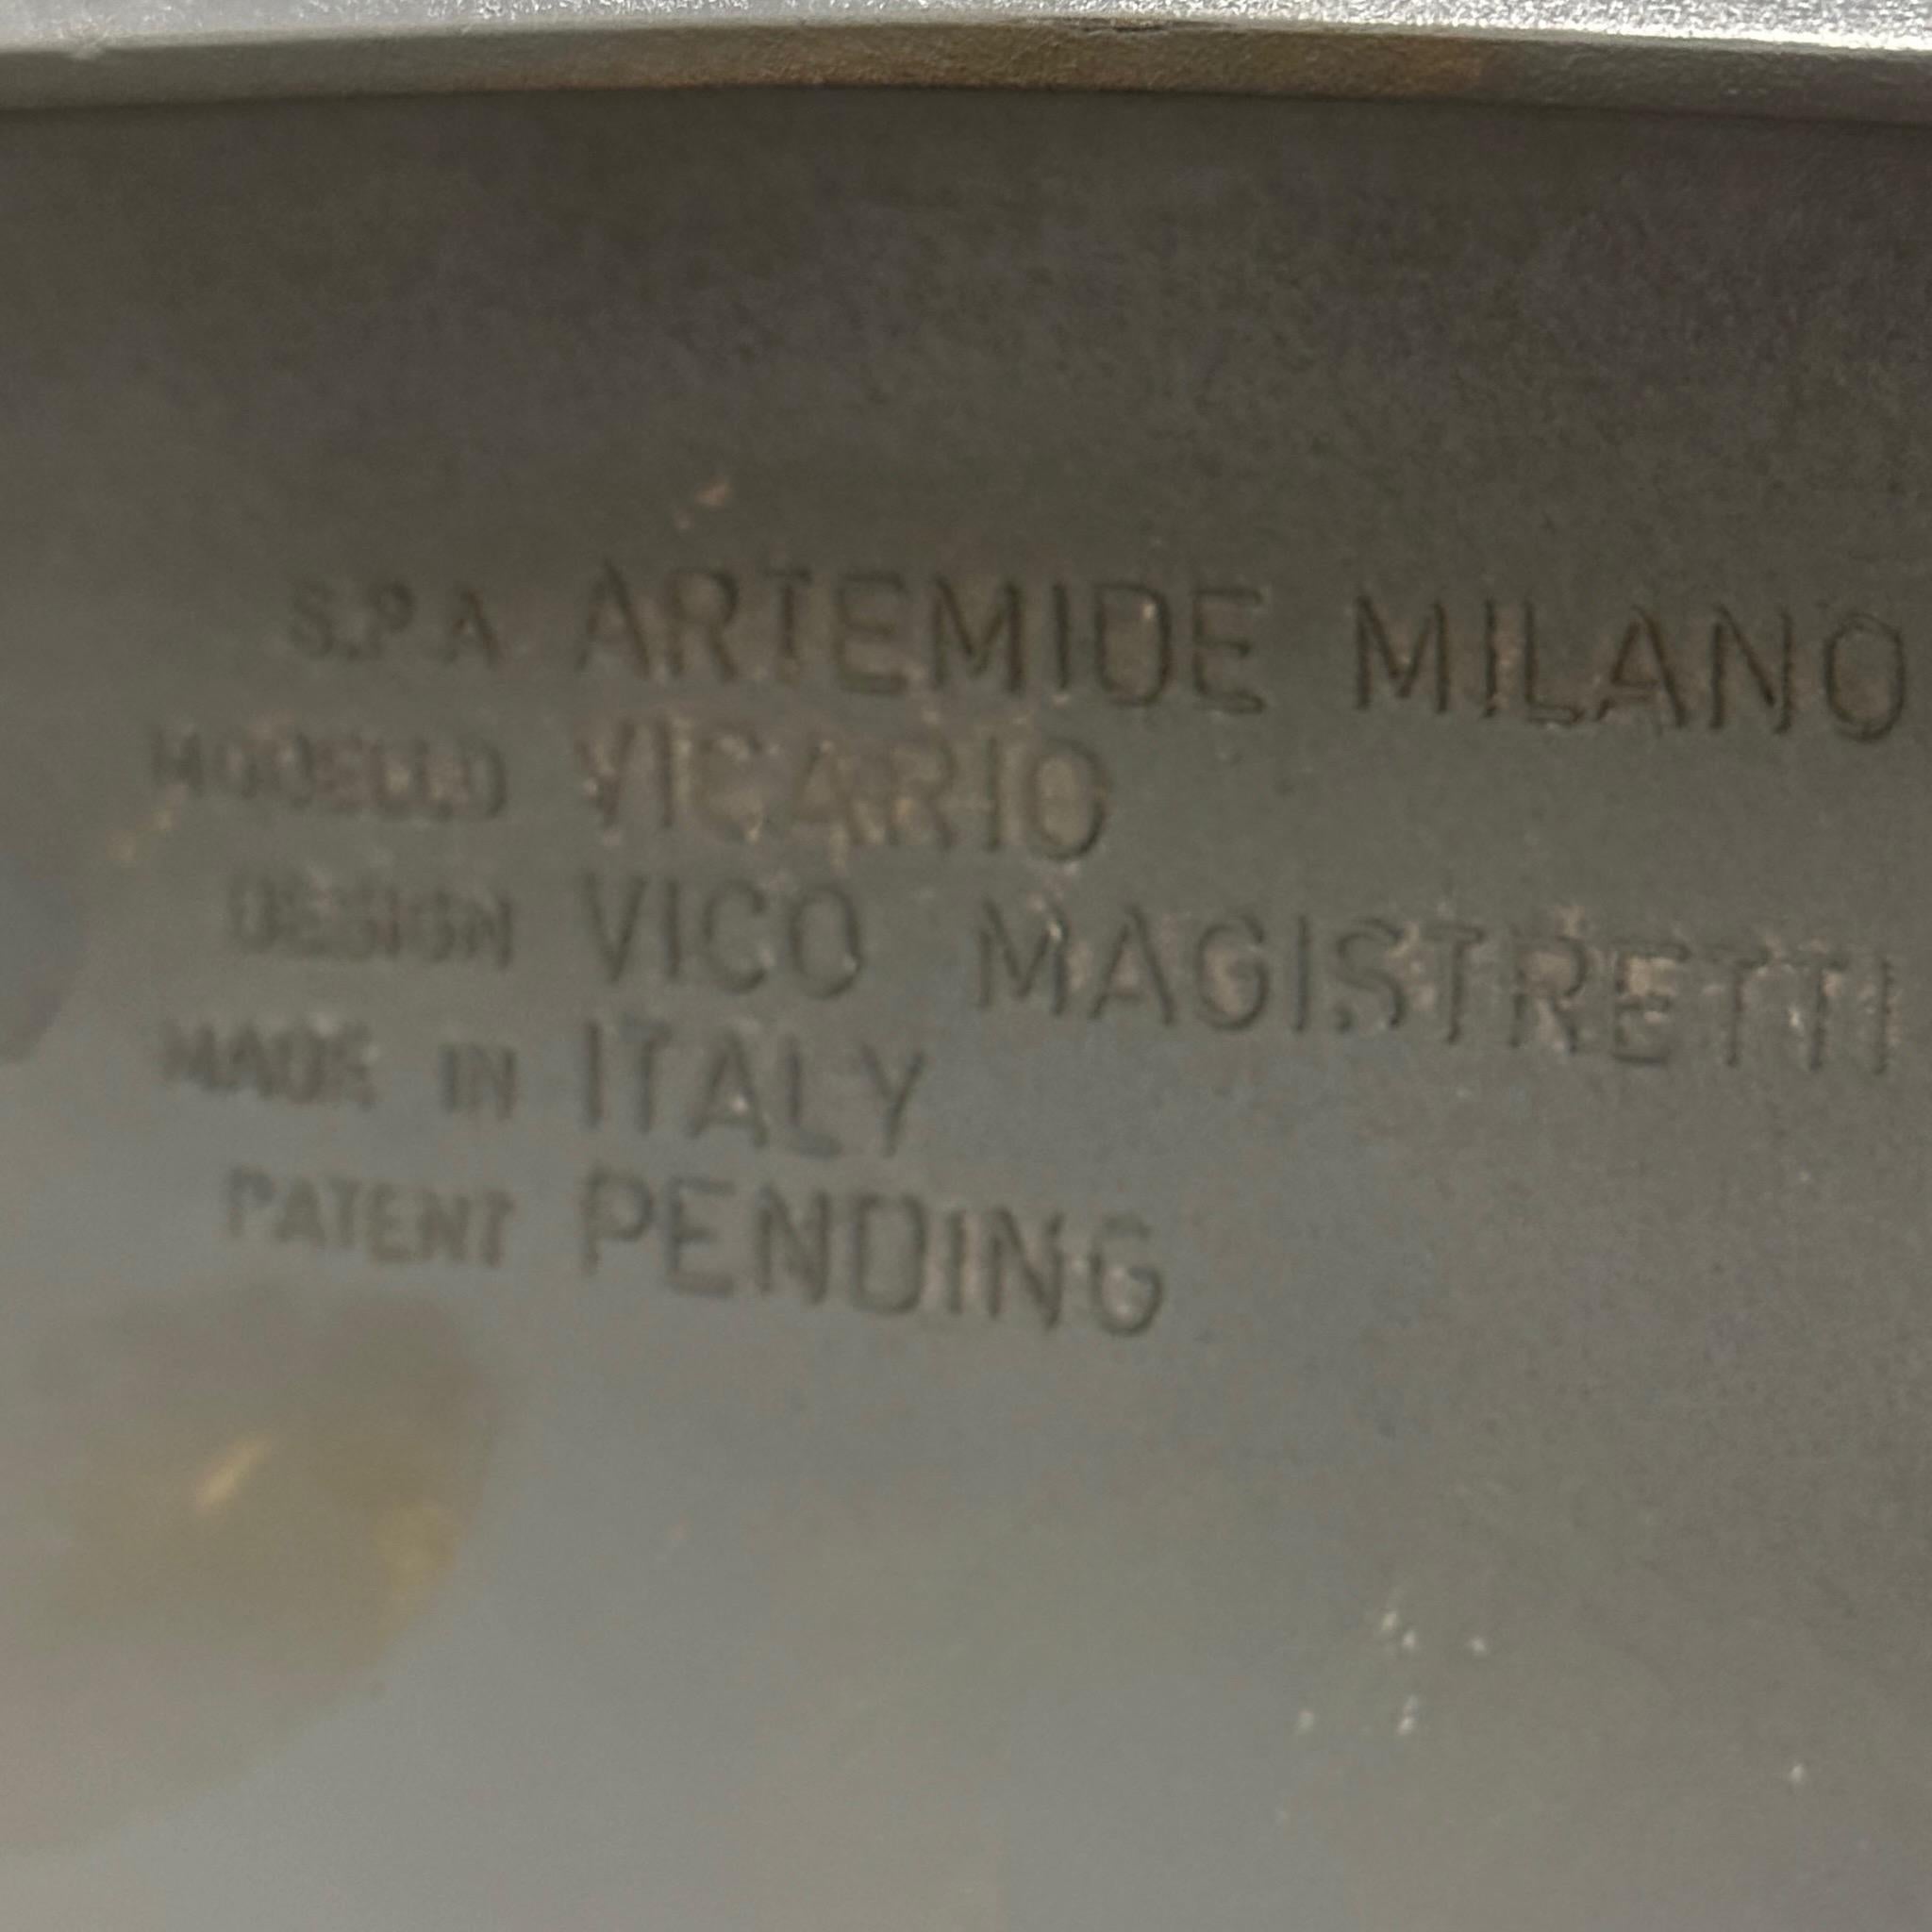 S.P.A ARTEMIDE MILANO
MODELLO VICARIO
DESIGN VICO MAGISTRETTI
MADE IN ITALY
PATENT PENDING